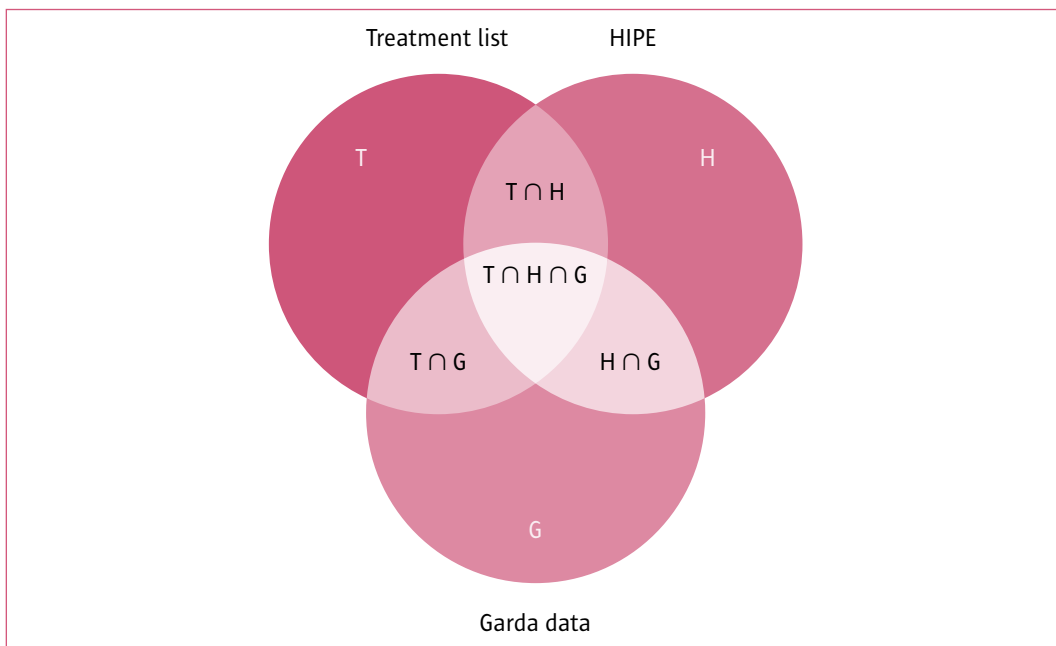 Treatment list HIPE
T H
T ∩ H
T ∩ H ∩ G
T ∩ G H ∩ G
G
Garda data